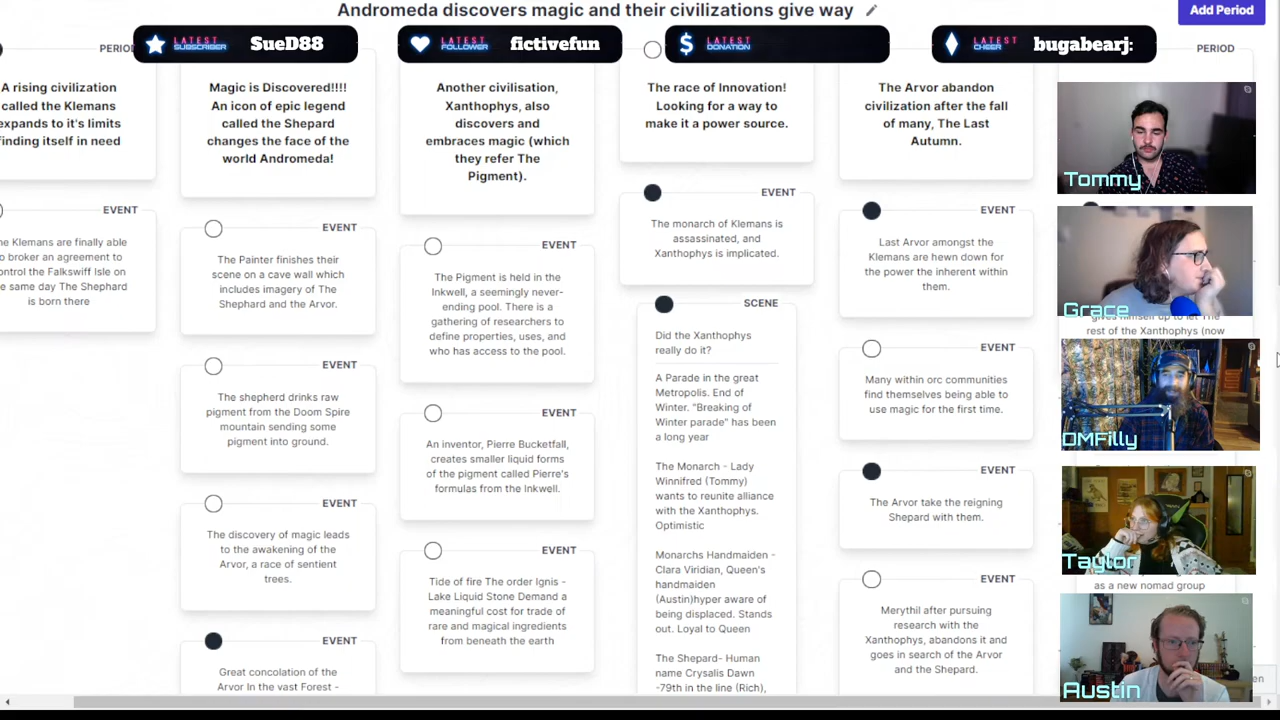 Andromeda discovers magic and their civilizations give way
Add Period
LATEST SUBSCRIBER
SueD88
LATEST FOLLOWER
fictivefun
LATEST DONATION
LATEST CHEER
bugabearj:
PERIOD
A rising civilization
called the Klemans
expands to it's limits
finding itself in need
EVENT
Klemans are finally able
to broker an agreement to
control the Falkswiff Isle on
same day The Shepard
is born there
Magic is Discovered!!!!
An icon of epic legend
called the Shepard
changes the face of the
world Andromeda!
EVENT
The Painter finishes their
scene on a cave wall which
includes imagery of The
Shepard and the Arvor.
EVENT
The shepherd drinks raw
pigment from the Doom Spire
mountain sending some
pigment into ground.
EVENT
The discovery of magic leads
to the awakening of the
Arvor, a race of sentient
trees.
EVENT
Great concolation of the
Arvor In the vast Forest -
Another civilisation,
Xanthophys, also
discovers and
embraces magic (which
they refer The
Pigment).
EVENT
The Pigment is held in the
Inkwell, a seemingly never-
ending pool. There is a
gathering of researchers to
define properties, uses, and
who has access to the pool.
EVENT
An inventor, Pierre Bucketfall,
creates smaller liquid forms
of the pigment called Pierre's
formulas from the Inkwell.
EVENT
Tide of fire The order Ignis -
Lake Liquid Stone Demand a
meaningful cost for trade of
rare and magical ingredients
from beneath the earth
The race of Innovation!
Looking for a way to
make it a power source.
EVENT
The monarch of Klemans is
assassinated, and
Xanthophys is implicated.
SCENE
Did the Xanthophys
really do it?
A Parade in the great
Metropolis. End of
Winter. "Breaking of
Winter parade" has been
a long year
The Monarch - Lady
Winnifred (Tommy)
wants to reunite alliance
with the Xanthophys.
Optimistic
Monarchs Handmaiden -
Clara Viridian, Queen's
handmaiden
(Austin)hyper aware of
being displaced. Stands
out. Loyal to Queen
The Shepard- Human
name Crysalis Dawn
-79th in the line (Rich),
The Arvor abandon
civilization after the fall
of many, The Last
Autumn.
EVENT
Last Arvor amongst the
Klemans are hewn down for
the power the inherent within
them.
EVENT
Many within orc communities
find themselves being able to
use magic for the first time.
EVENT
The Arvor take the reigning
Shepard with them.
EVENT
Merythil after pursuing
research with the
Xanthophys, abandons it and
goes in search of the Arvor
and the Shepard.
PERIOD
Tommy
Grace
gives himself up to let The
rest of the Xanthophys (now
DMFilly
Taylor
as a new nomad group
Austin